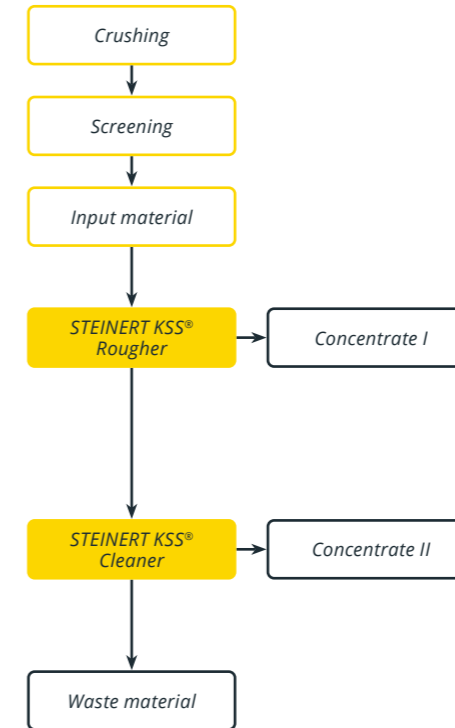 Crushing
Screening
Input material
STEINERT KSS®
Rougher
Concentrate I
STEINERT KSS®
Cleaner
Concentrate II
Waste material